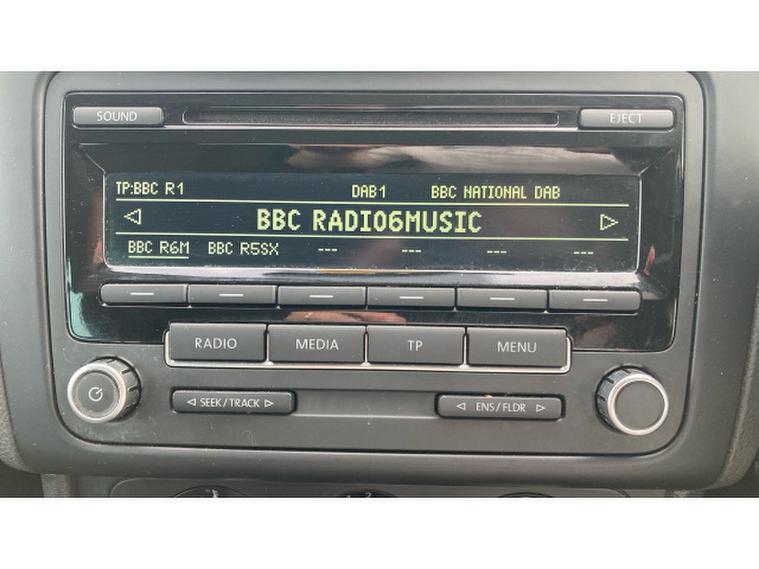 SOUND EJECT
TP:BBC R1 DAB1 BBC NATIONAL DAB
BBC RADIO6MUSIC
BBC R6M BBC R5SX --- --- --- ---
RADIO MEDIA TP MENU
SEEK/TRACK ENS/FLDR